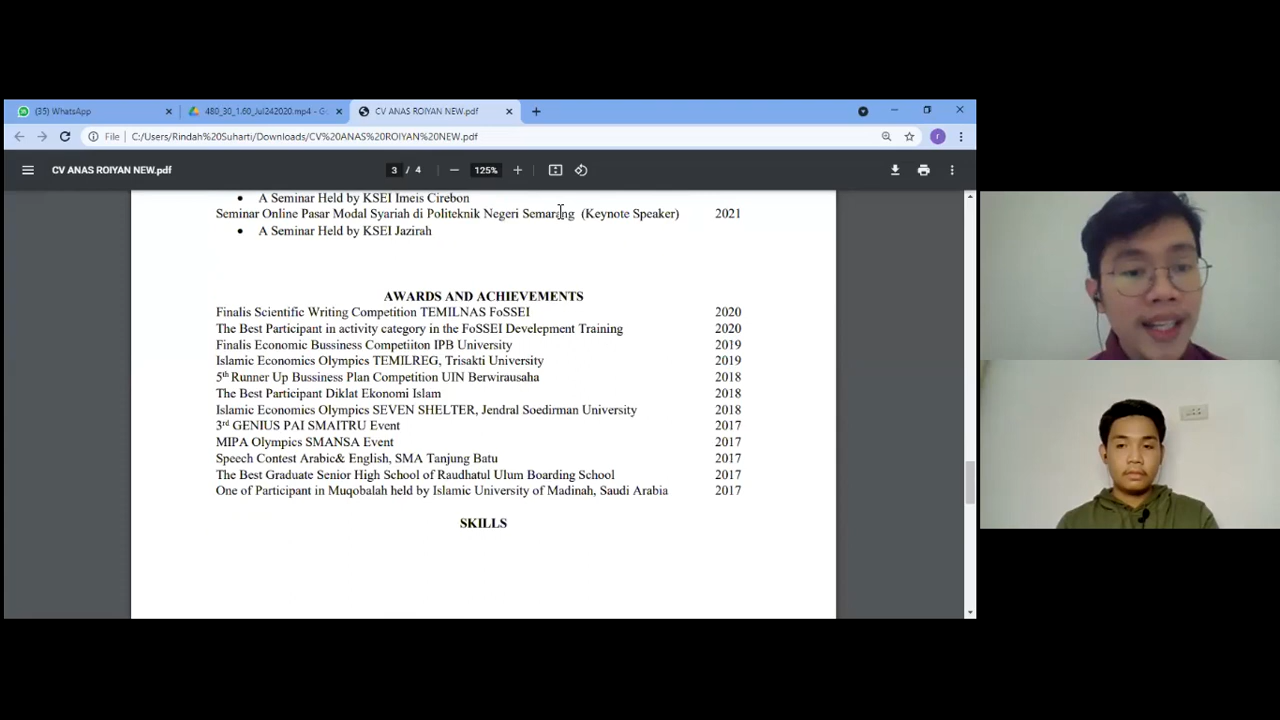 (35) WhatsApp
480_30_1.60_Jul242020.mp4 - G
CV ANAS ROIYAN NEW.pdf
File
C:/Users/Rindah%20Suharti/Downloads/CV%20ANAS%20ROIYAN%20NEW.pdf
r
CV ANAS ROIYAN NEW.pdf
3 / 4
125%
• A Seminar Held by KSEI Imeis Cirebon
Seminar Online Pasar Modal Syariah di Politeknik Negeri Semarang (Keynote Speaker) 2021
• A Seminar Held by KSEI Jazirah
AWARDS AND ACHIEVEMENTS
Finalis Scientific Writing Competition TEMILNAS FoSSEI 2020
The Best Participant in activity category in the FoSSEI Develepment Training 2020
Finalis Economic Bussiness Competiiton IPB University 2019
Islamic Economics Olympics TEMILREG, Trisakti University 2019
5th Runner Up Bussiness Plan Competition UIN Berwirausaha 2018
The Best Participant Diklat Ekonomi Islam 2018
Islamic Economics Olympics SEVEN SHELTER, Jendral Soedirman University 2018
3rd GENIUS PAI SMAITRU Event 2017
MIPA Olympics SMANSA Event 2017
Speech Contest Arabic& English, SMA Tanjung Batu 2017
The Best Graduate Senior High School of Raudhatul Ulum Boarding School 2017
One of Participant in Muqobalah held by Islamic University of Madinah, Saudi Arabia 2017
SKILLS